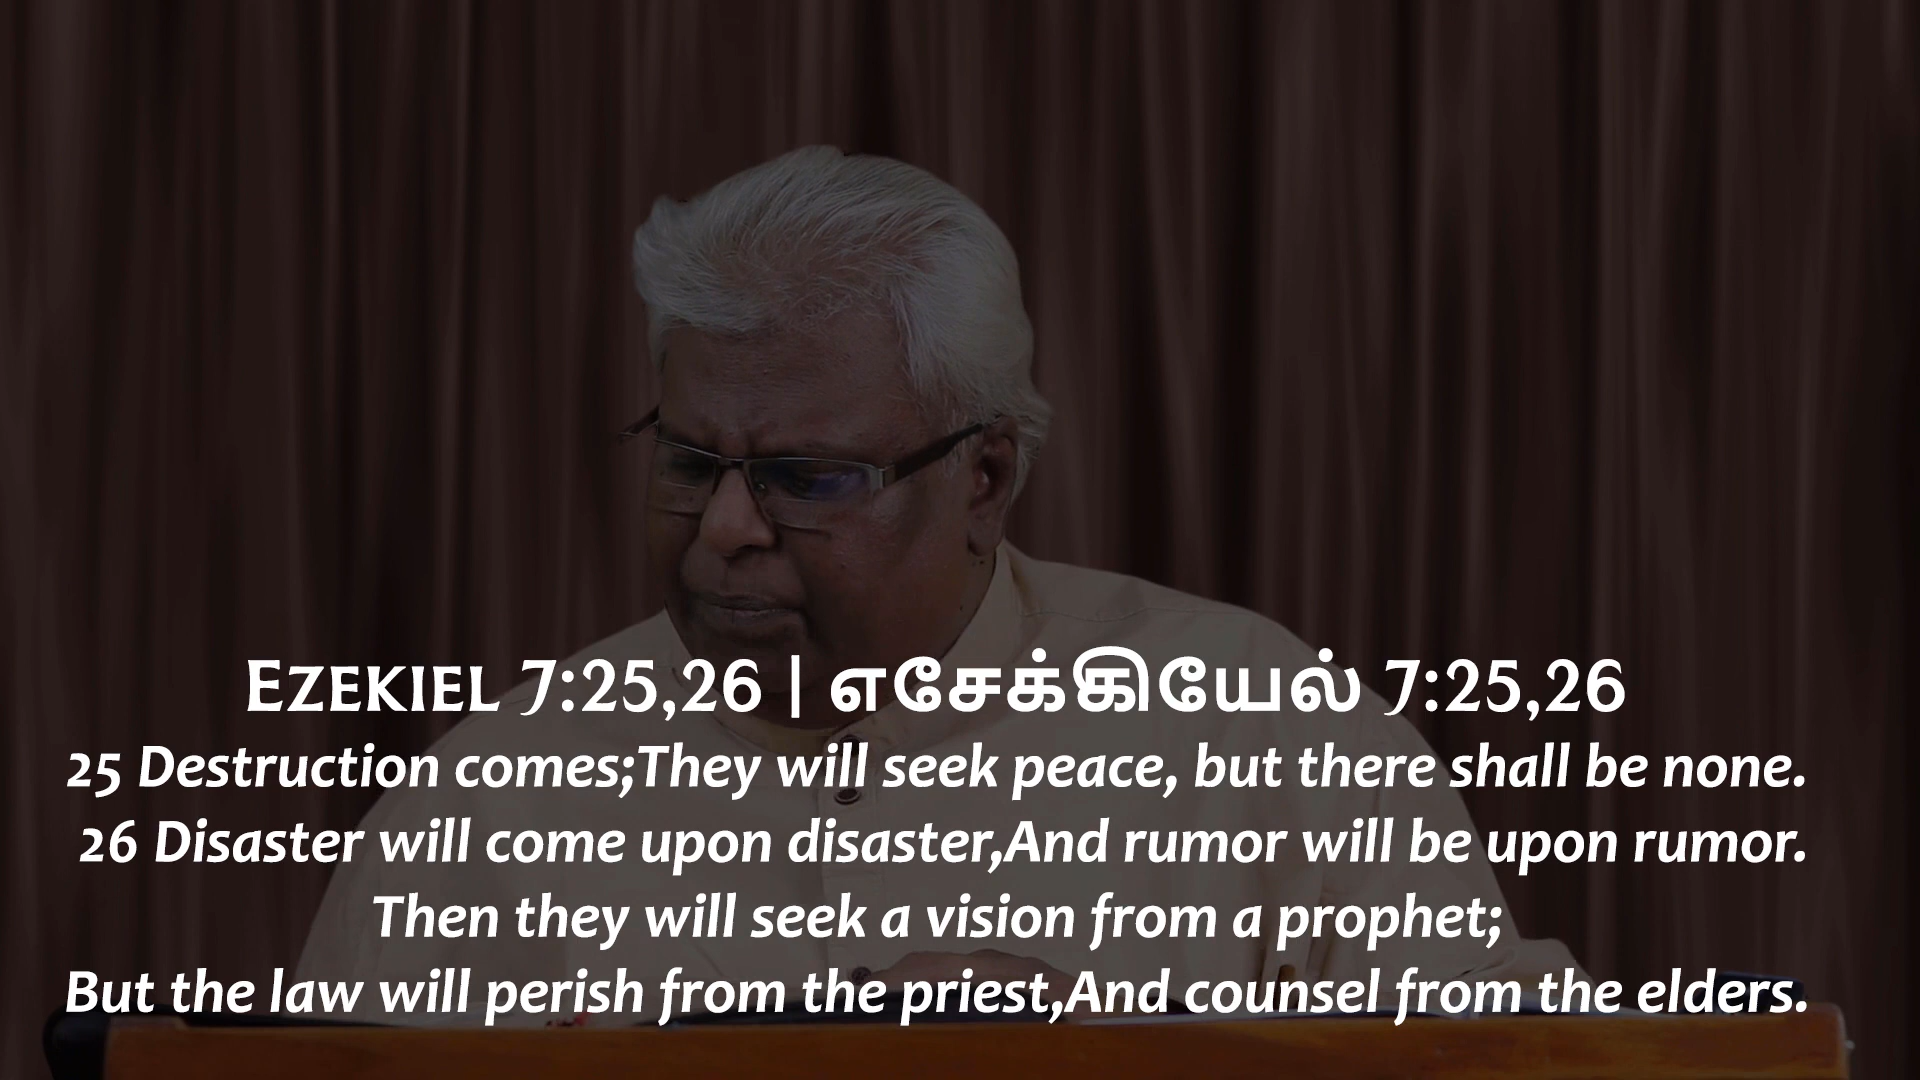 EZEKIEL 7:25,26 | எசேக்கியேல் 7:25,26
25 Destruction comes;They will seek peace, but there shall be none.
26 Disaster will come upon disaster,And rumor will be upon rumor.
Then they will seek a vision from a prophet;
But the law will perish from the priest,And counsel from the elders.